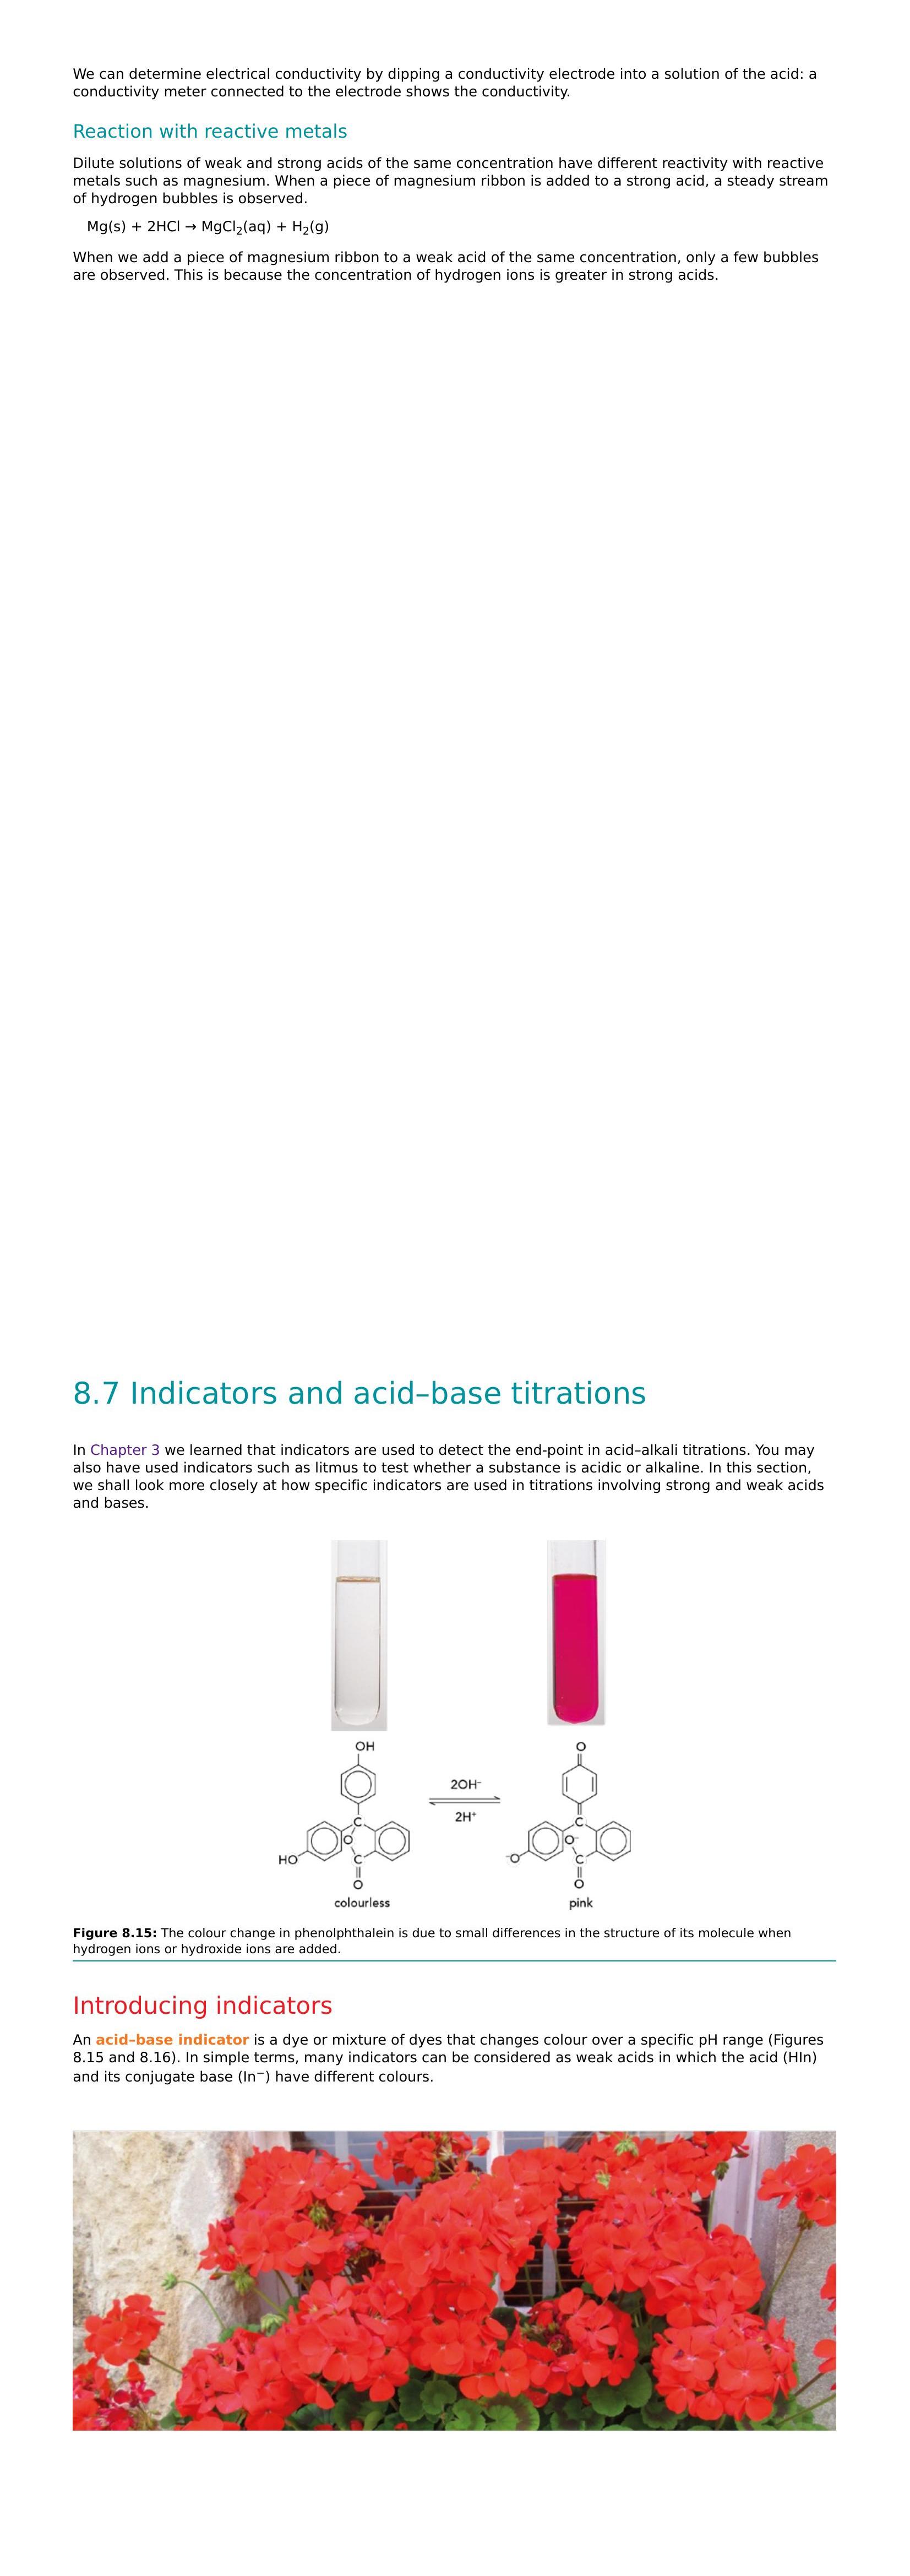 We can determine electrical conductivity by dipping a conductivity electrode into a solution of the acid: a
conductivity meter connected to the electrode shows the conductivity.
Reaction with reactive metals
Dilute solutions of weak and strong acids of the same concentration have different reactivity with reactive
metals such as magnesium. When a piece of magnesium ribbon is added to a strong acid, a steady stream
of hydrogen bubbles is observed.
Mg(s) + 2HCl → MgCl₂(aq) + H₂(g)
When we add a piece of magnesium ribbon to a weak acid of the same concentration, only a few bubbles
are observed. This is because the concentration of hydrogen ions is greater in strong acids.
8.7 Indicators and acid–base titrations
In Chapter 3 we learned that indicators are used to detect the end-point in acid–alkali titrations. You may
also have used indicators such as litmus to test whether a substance is acidic or alkaline. In this section,
we shall look more closely at how specific indicators are used in titrations involving strong and weak acids
and bases.
OH
O
2OH⁻
2H⁺
C
C
O
O⁻
HO
C
⁻O
C
O
O
colourless
pink
Figure 8.15: The colour change in phenolphthalein is due to small differences in the structure of its molecule when
hydrogen ions or hydroxide ions are added.
Introducing indicators
An acid–base indicator is a dye or mixture of dyes that changes colour over a specific pH range (Figures
8.15 and 8.16). In simple terms, many indicators can be considered as weak acids in which the acid (HIn)
and its conjugate base (In⁻) have different colours.